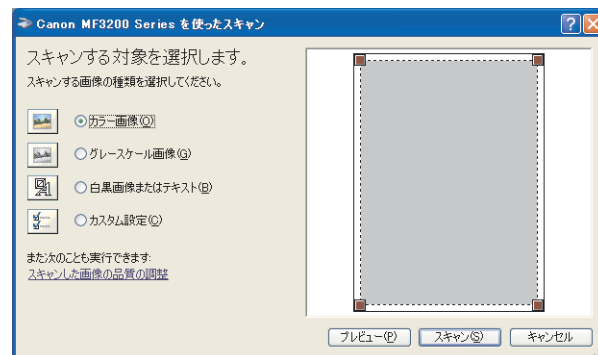 Canon MF3200 Series を使ったスキャン
スキャンする対象を選択します。
スキャンする画像の種類を選択してください。
カラー画像(O)
グレースケール画像(G)
白黒画像またはテキスト(B)
カスタム設定(C)
また次のことも実行できます:
スキャンした画像の品質の調整
プレビュー(P) スキャン(S) キャンセル